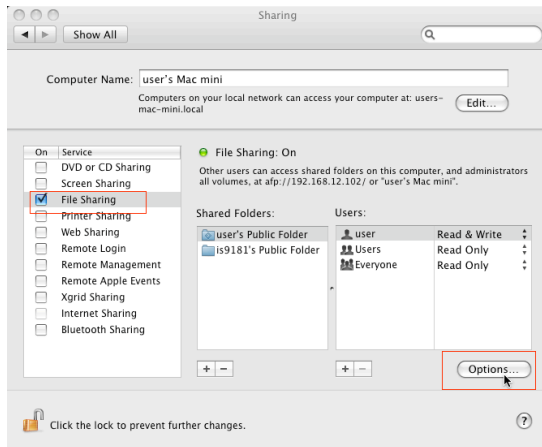 Sharing
Show All
Computer Name: user's Mac mini
Computers on your local network can access your computer at: users-
mac-mini.local
Edit...
On Service
DVD or CD Sharing
Screen Sharing
File Sharing
Printer Sharing
Web Sharing
Remote Login
Remote Management
Remote Apple Events
Xgrid Sharing
Internet Sharing
Bluetooth Sharing
File Sharing: On
Other users can access shared folders on this computer, and administrators
all volumes, at afp://192.168.12.102/ or "user's Mac mini".
Shared Folders:
user's Public Folder
is9181's Public Folder
Users:
user Read & Write
Users Read Only
Everyone Read Only
+ −
+ −
Options...
Click the lock to prevent further changes.
?